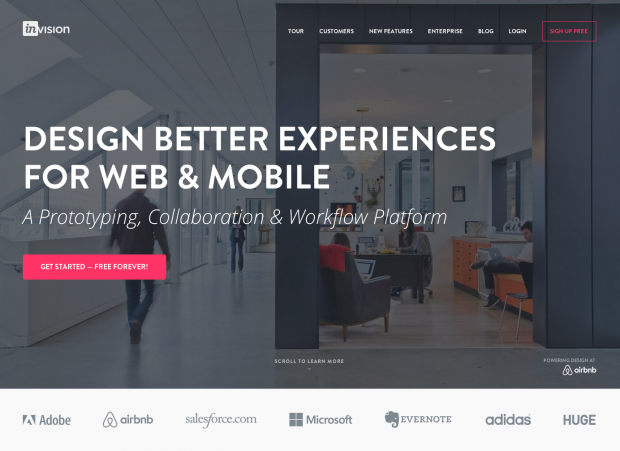 invision
TOUR CUSTOMERS NEW FEATURES ENTERPRISE BLOG LOGIN SIGN UP FREE
DESIGN BETTER EXPERIENCES
FOR WEB & MOBILE
A Prototyping, Collaboration & Workflow Platform
GET STARTED — FREE FOREVER!
SCROLL TO LEARN MORE
POWERING DESIGN AT
airbnb
Adobe airbnb salesforce.com Microsoft EVERNOTE adidas HUGE